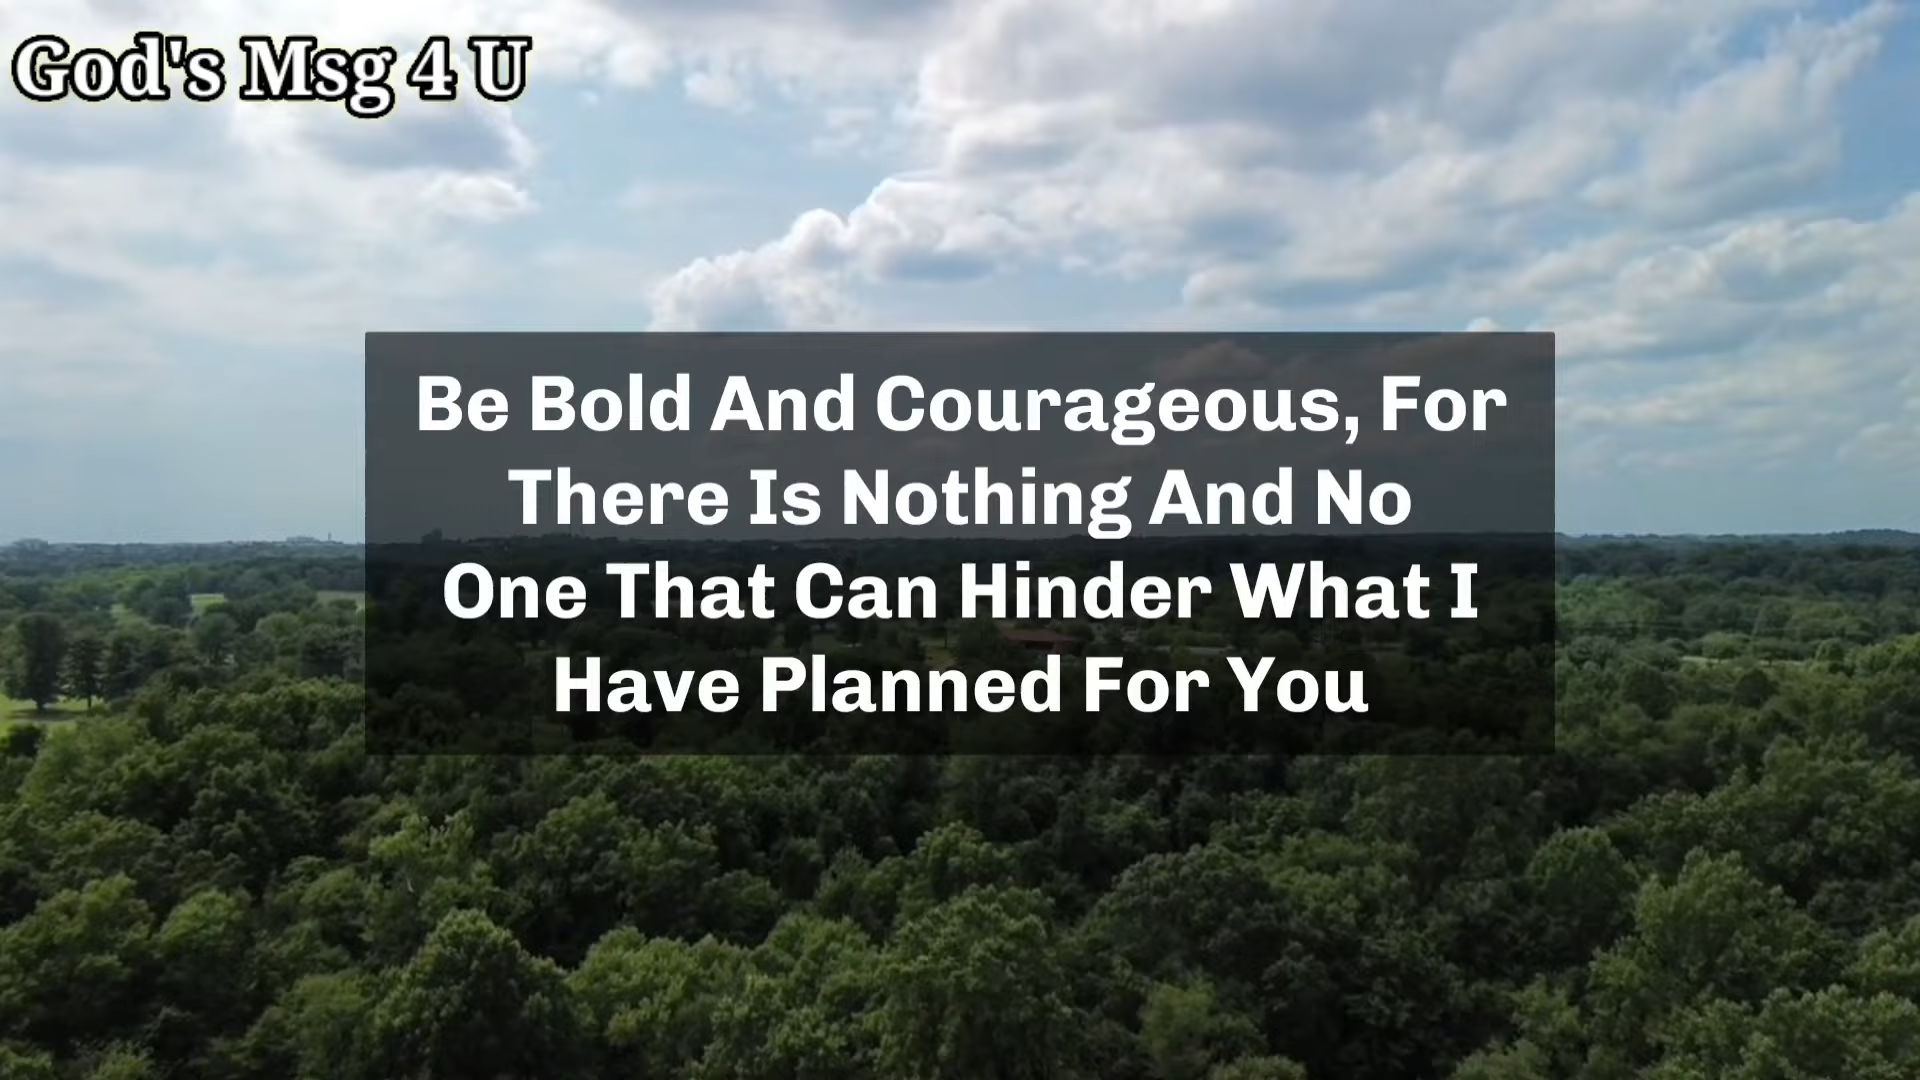 God's Msg 4 U
Be Bold And Courageous, For
There Is Nothing And No
One That Can Hinder What I
Have Planned For You